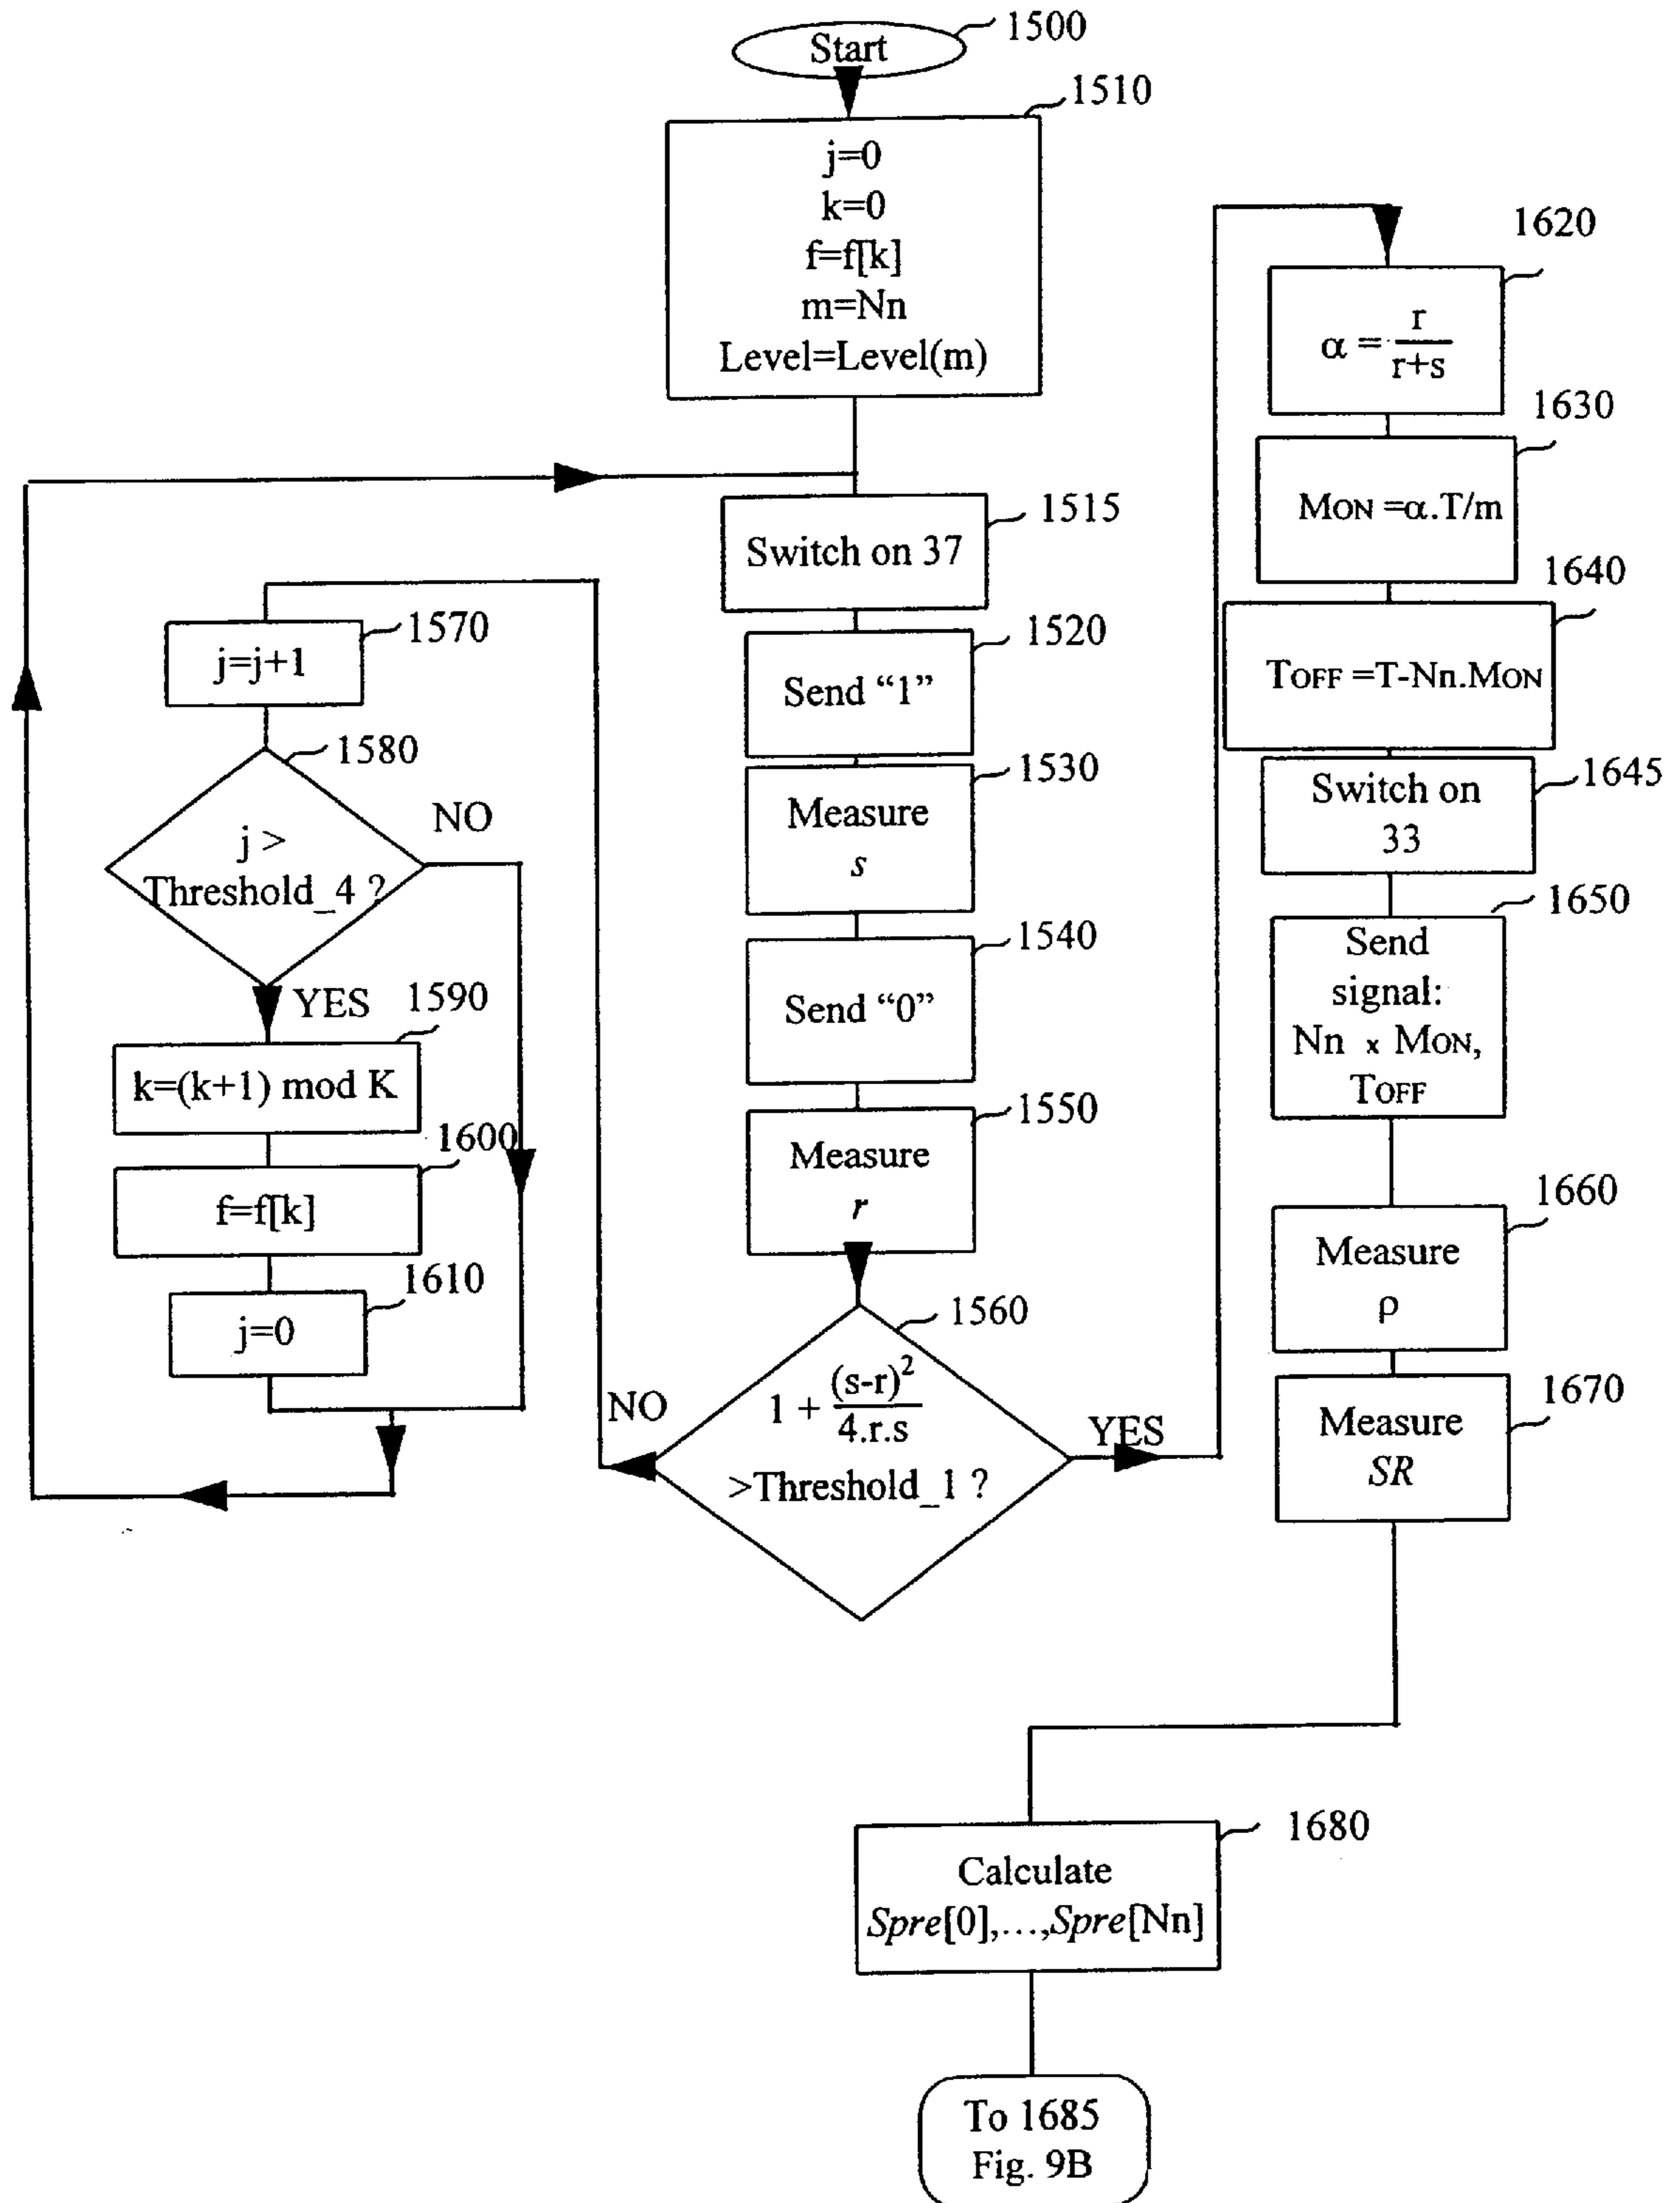 Start
1500
1510
j=0
k=0
f=f[k]
m=Nn
Level=Level(m)
1515
Switch on 37
1520
Send “1”
1530
Measure
s
1540
Send “0”
1550
Measure
r
1560
1 + (s-r)²
4.r.s
>Threshold_1 ?
NO
YES
1570
j=j+1
1580
j >
Threshold_4 ?
NO
YES
1590
k=(k+1) mod K
1600
f=f[k]
1610
j=0
1620
α = r
r+s
1630
MON =α.T/m
1640
TOFF =T-Nn.MON
1645
Switch on
33
1650
Send
signal:
Nn x MON,
TOFF
1660
Measure
ρ
1670
Measure
SR
1680
Calculate
Spre[0],...,Spre[Nn]
To 1685
Fig. 9B